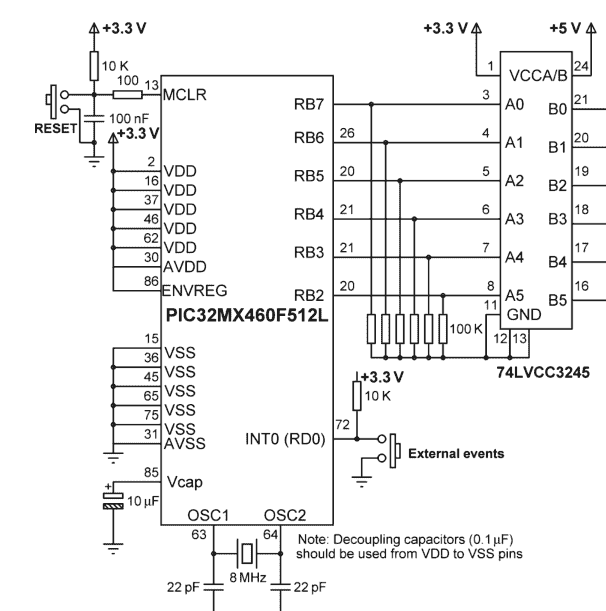 +3.3 V
+3.3 V
+5 V
10 K
100
13
MCLR
RESET
100 nF
+3.3 V
2
VDD
16
VDD
37
VDD
46
VDD
62
VDD
30
AVDD
86
ENVREG
PIC32MX460F512L
15
VSS
36
VSS
45
VSS
65
VSS
75
VSS
31
AVSS
85
Vcap
+
10 µF
OSC1
OSC2
63
64
8 MHz
22 pF
22 pF
RB7
RB6
26
RB5
20
RB4
21
RB3
21
RB2
20
100 K
1
VCCA/B
24
3
A0
B0
21
4
A1
B1
20
5
A2
B2
19
6
A3
B3
18
7
A4
B4
17
8
A5
B5
16
11
GND
12
13
74LVCC3245
+3.3 V
10 K
72
INT0 (RD0)
External events
Note: Decoupling capacitors (0.1µF)
should be used from VDD to VSS pins